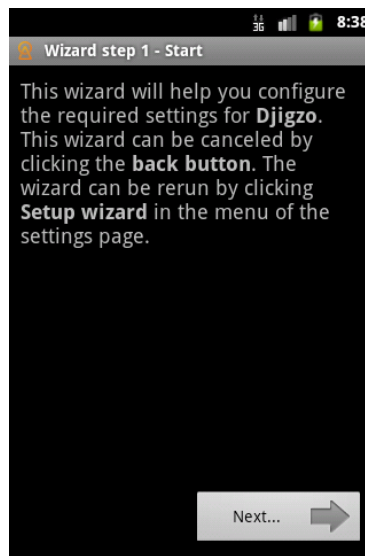 3G 8:38
Wizard step 1 - Start
This wizard will help you configure
the required settings for Djigzo.
This wizard can be canceled by
clicking the back button. The
wizard can be rerun by clicking
Setup wizard in the menu of the
settings page.
Next...